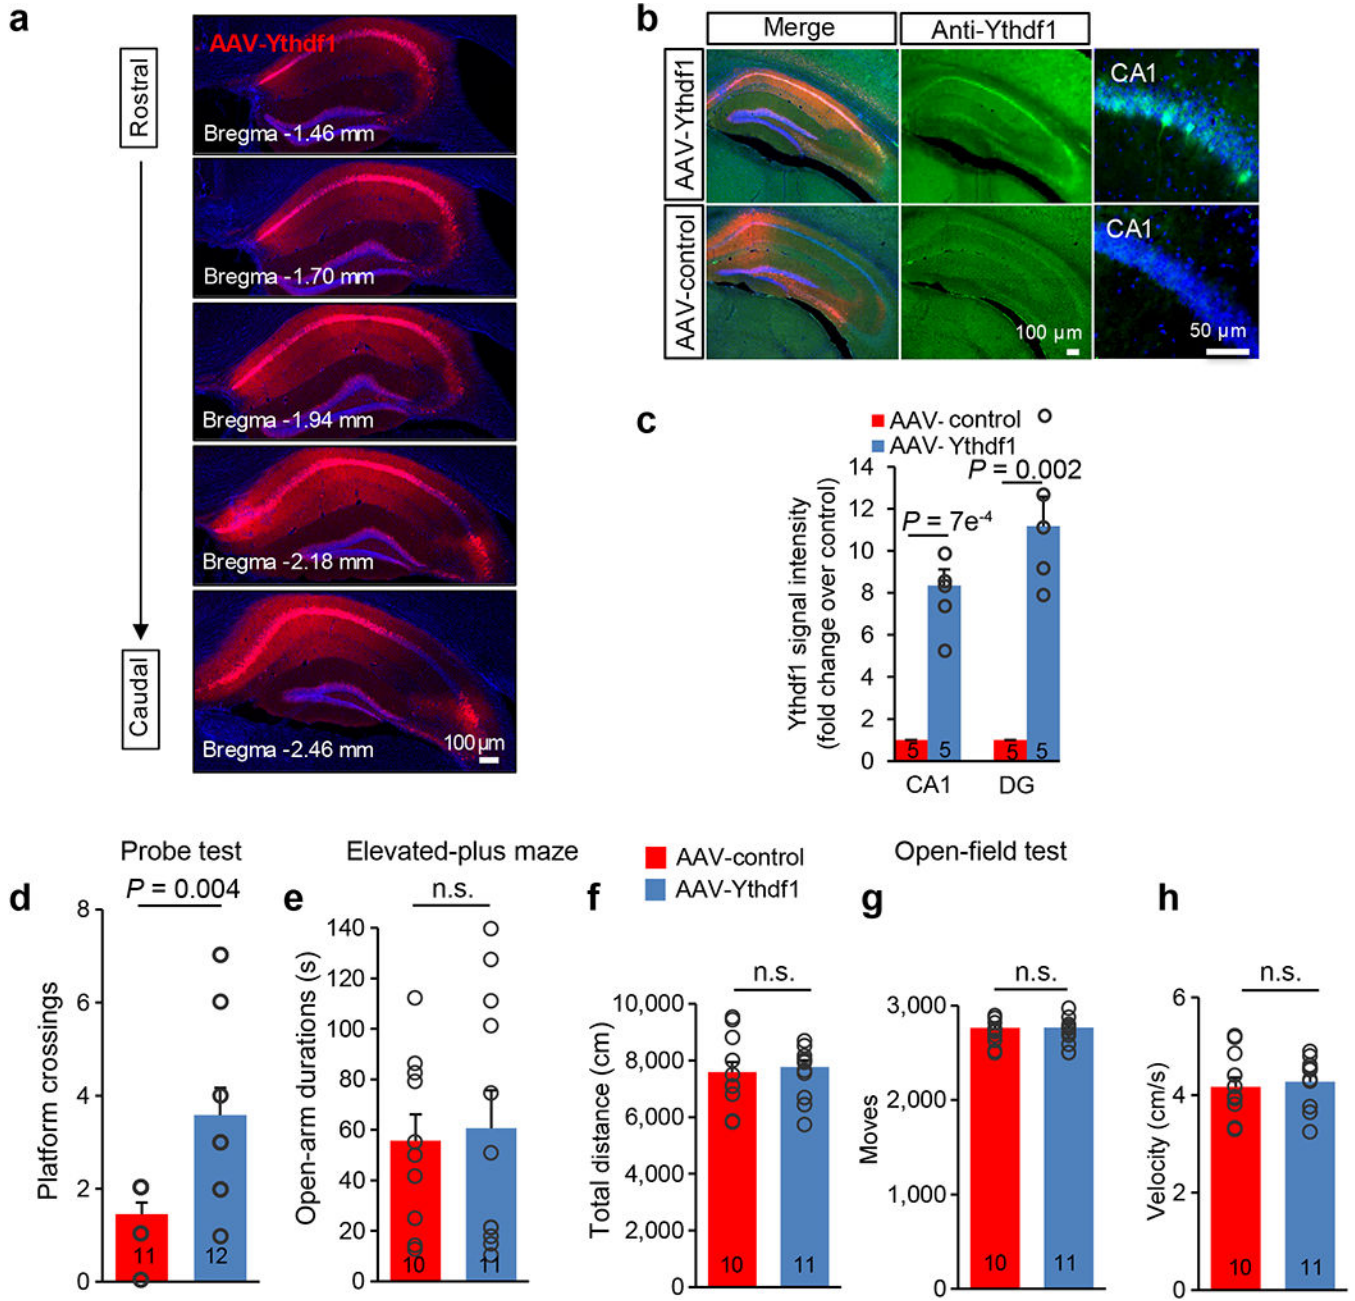 a
Rostral
Caudal
AAV-Ythdf1
Bregma -1.46 mm
Bregma -1.70 mm
Bregma -1.94 mm
Bregma -2.18 mm
Bregma -2.46 mm
100 µm
b
Merge
Anti-Ythdf1
AAV-Ythdf1
CA1
AAV-control
CA1
100 µm
50 µm
c
AAV-control
AAV-Ythdf1
Ythdf1 signal intensity
(fold change over control)
14
12
10
8
6
4
2
0
P = 7e-4
P = 0.002
5
5
5
5
CA1
DG
Probe test
Elevated-plus maze
AAV-control
AAV-Ythdf1
Open-field test
d
P = 0.004
Platform crossings
8
6
4
2
0
11
12
e
n.s.
Open-arm durations (s)
140
120
100
80
60
40
20
0
10
11
f
n.s.
Total distance (cm)
10,000
8,000
6,000
4,000
2,000
0
10
11
g
n.s.
Moves
3,000
2,000
1,000
0
10
11
h
n.s.
Velocity (cm/s)
6
4
2
0
10
11